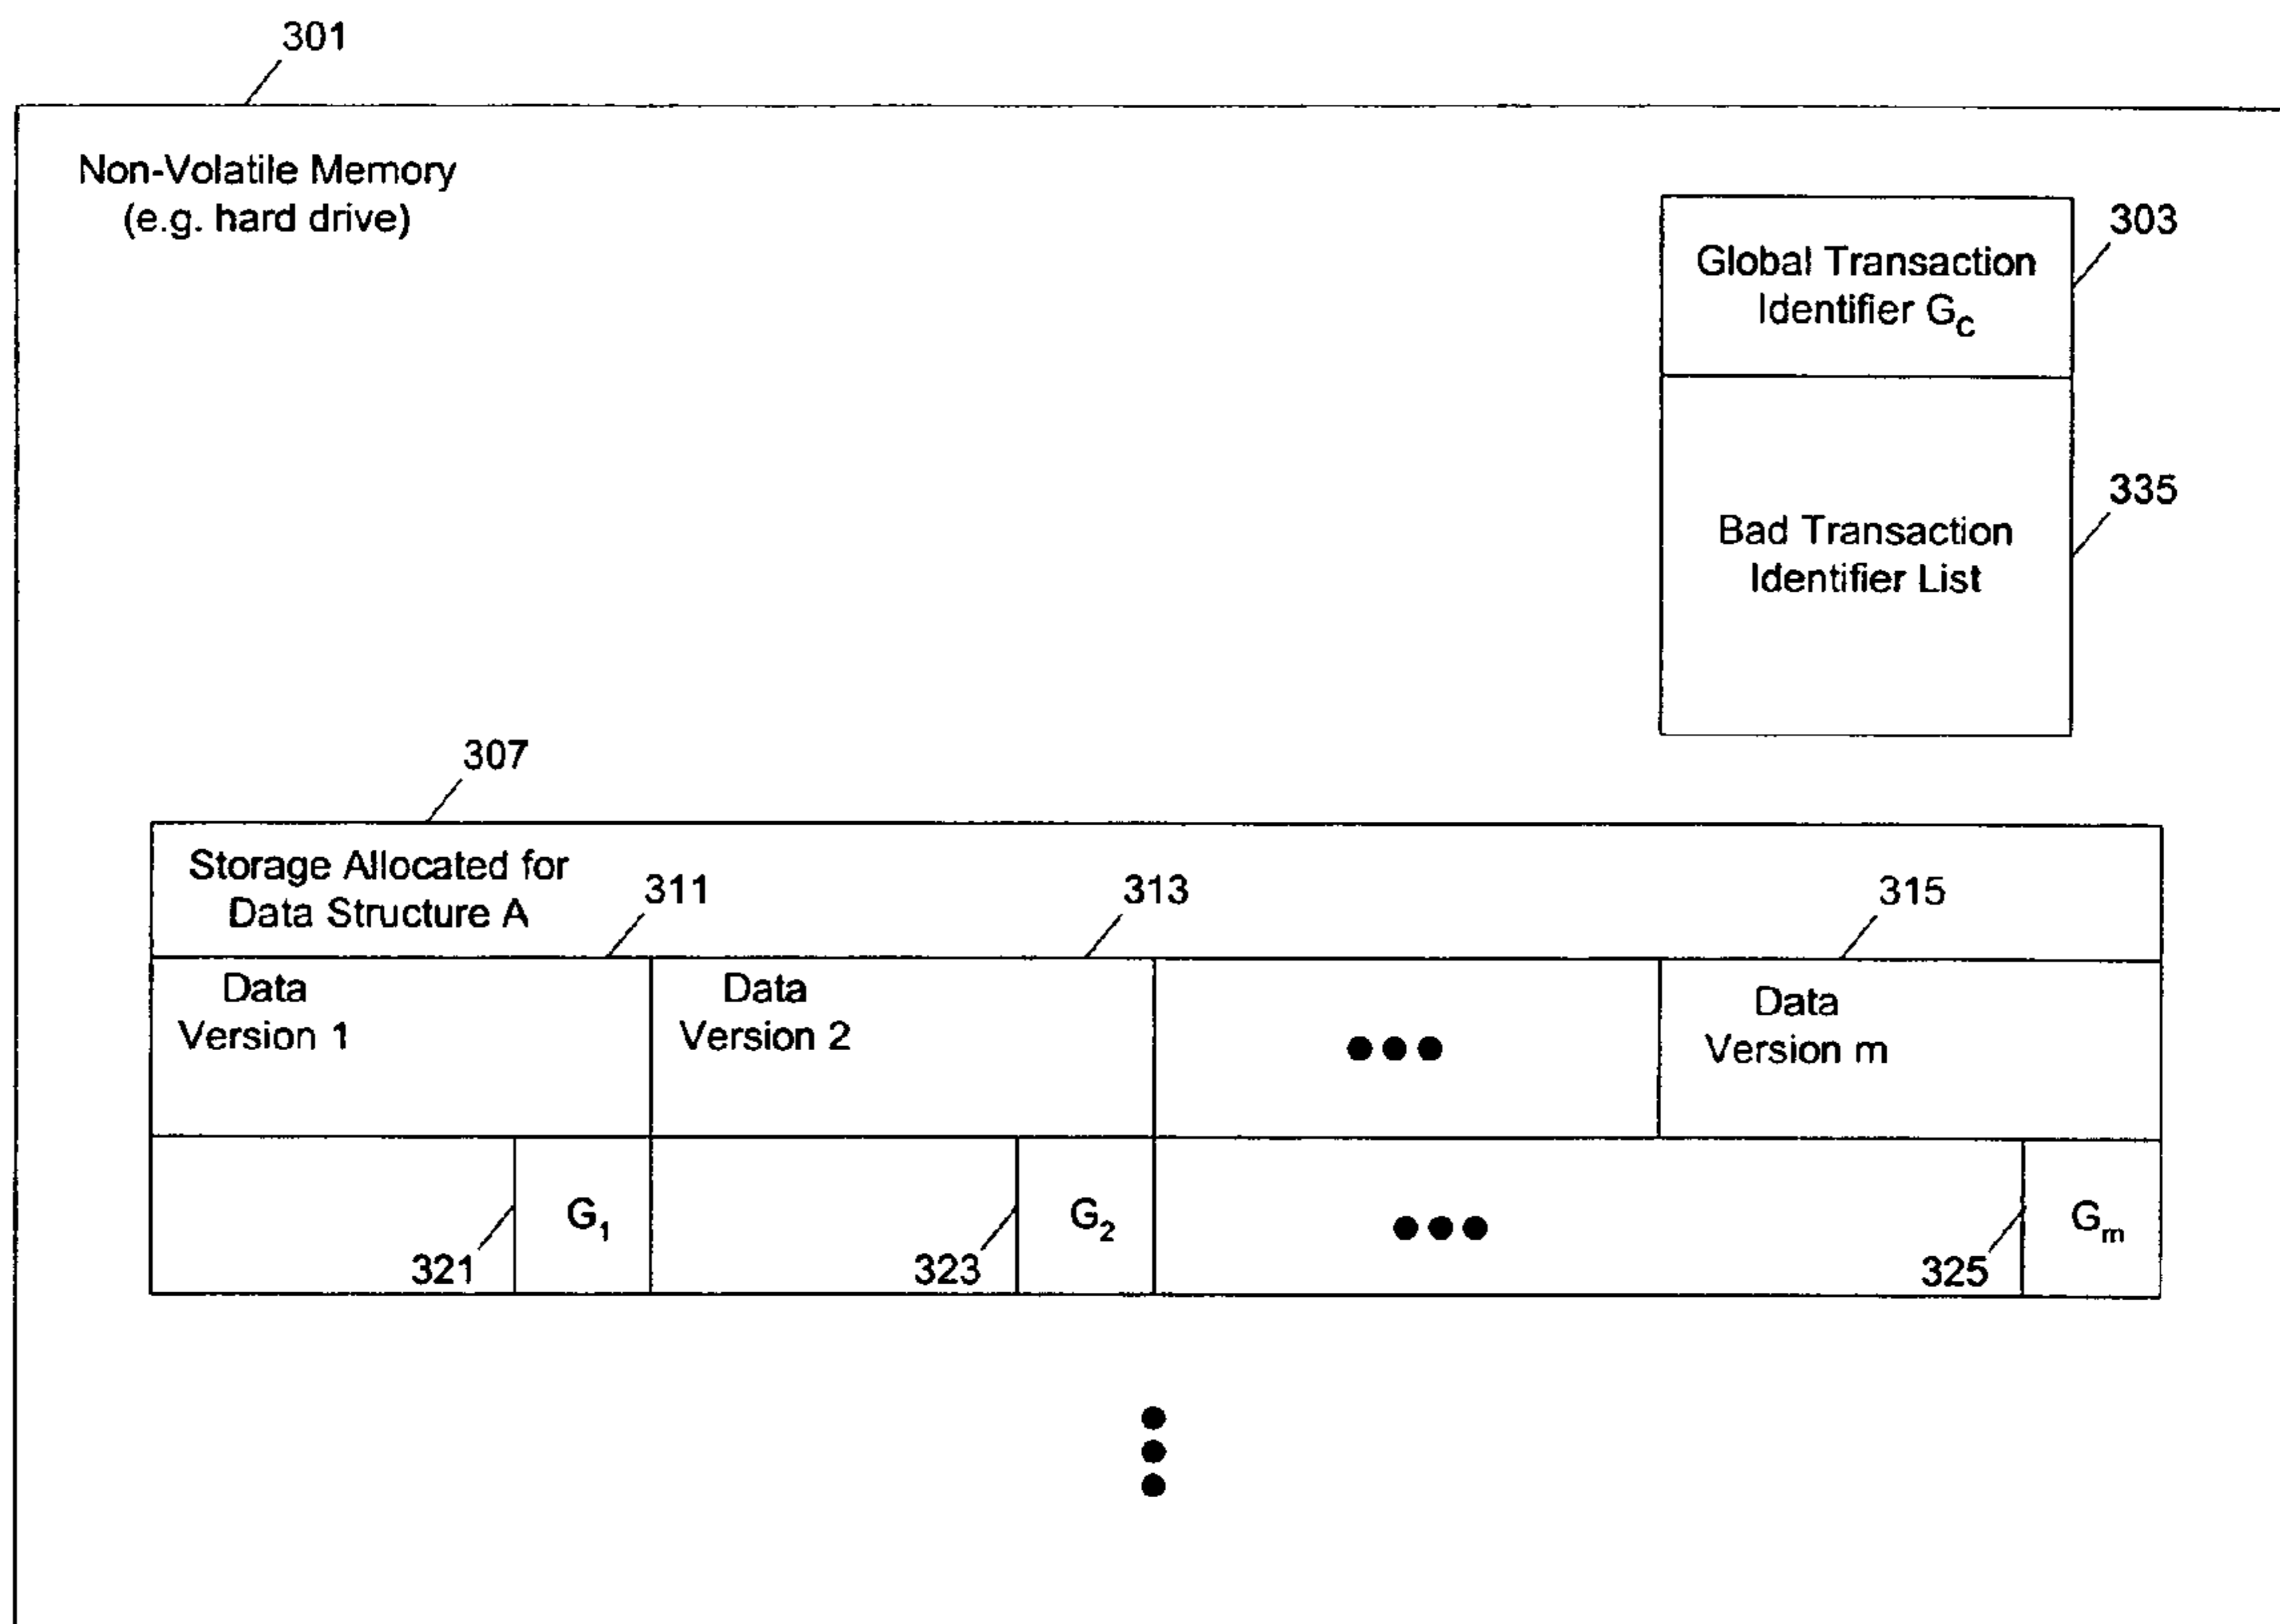 301
Non-Volatile Memory
(e.g. hard drive)
303
Global Transaction
Identifier Gc
335
Bad Transaction
Identifier List
307
Storage Allocated for
Data Structure A
311
313
315
Data
Version 1
Data
Version 2
Data
Version m
321
G1
323
G2
325
Gm